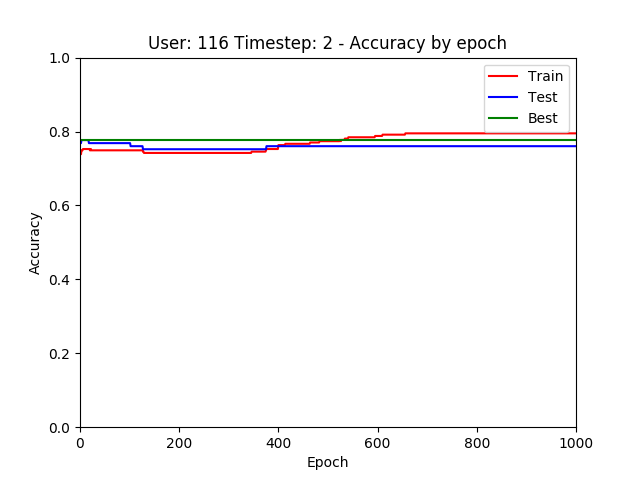 User: 116 Timestep: 2 - Accuracy by epoch
1.0
Train
Test
Best
0.8
0.6
Accuracy
0.4
0.2
0.0
0 200 400 600 800 1000
Epoch